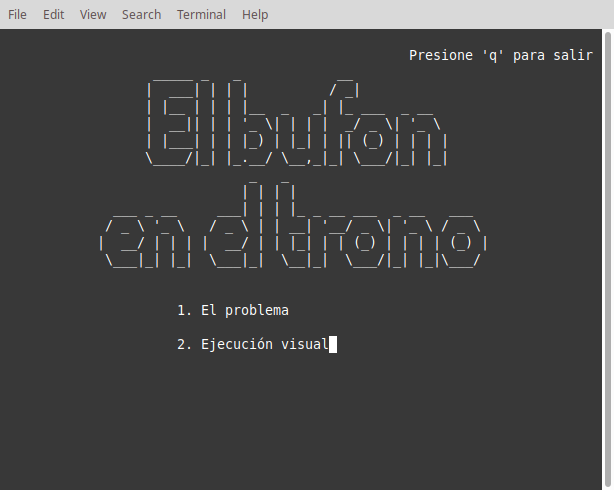 File Edit View Search Terminal Help
Presione 'q' para salir
El bufon
en el trono
1. El problema
2. Ejecución visual